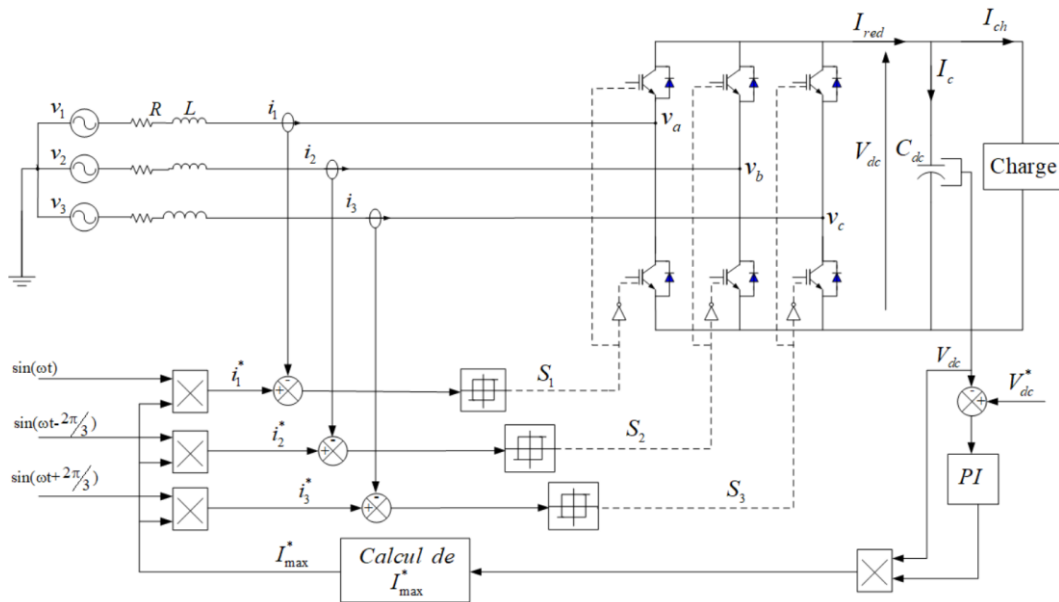 I_red
I_ch
I_c
v_1
R
L
i_1
v_a
v_2
i_2
v_b
V_dc
C_dc
Charge
v_3
i_3
v_c
sin(ωt)
i_1^*
-
+
S_1
V_dc
-
+
V_dc^*
sin(ωt-2π/3)
i_2^*
-
+
S_2
sin(ωt+2π/3)
i_3^*
-
+
S_3
PI
I_max^*
Calcul de
I_max^*